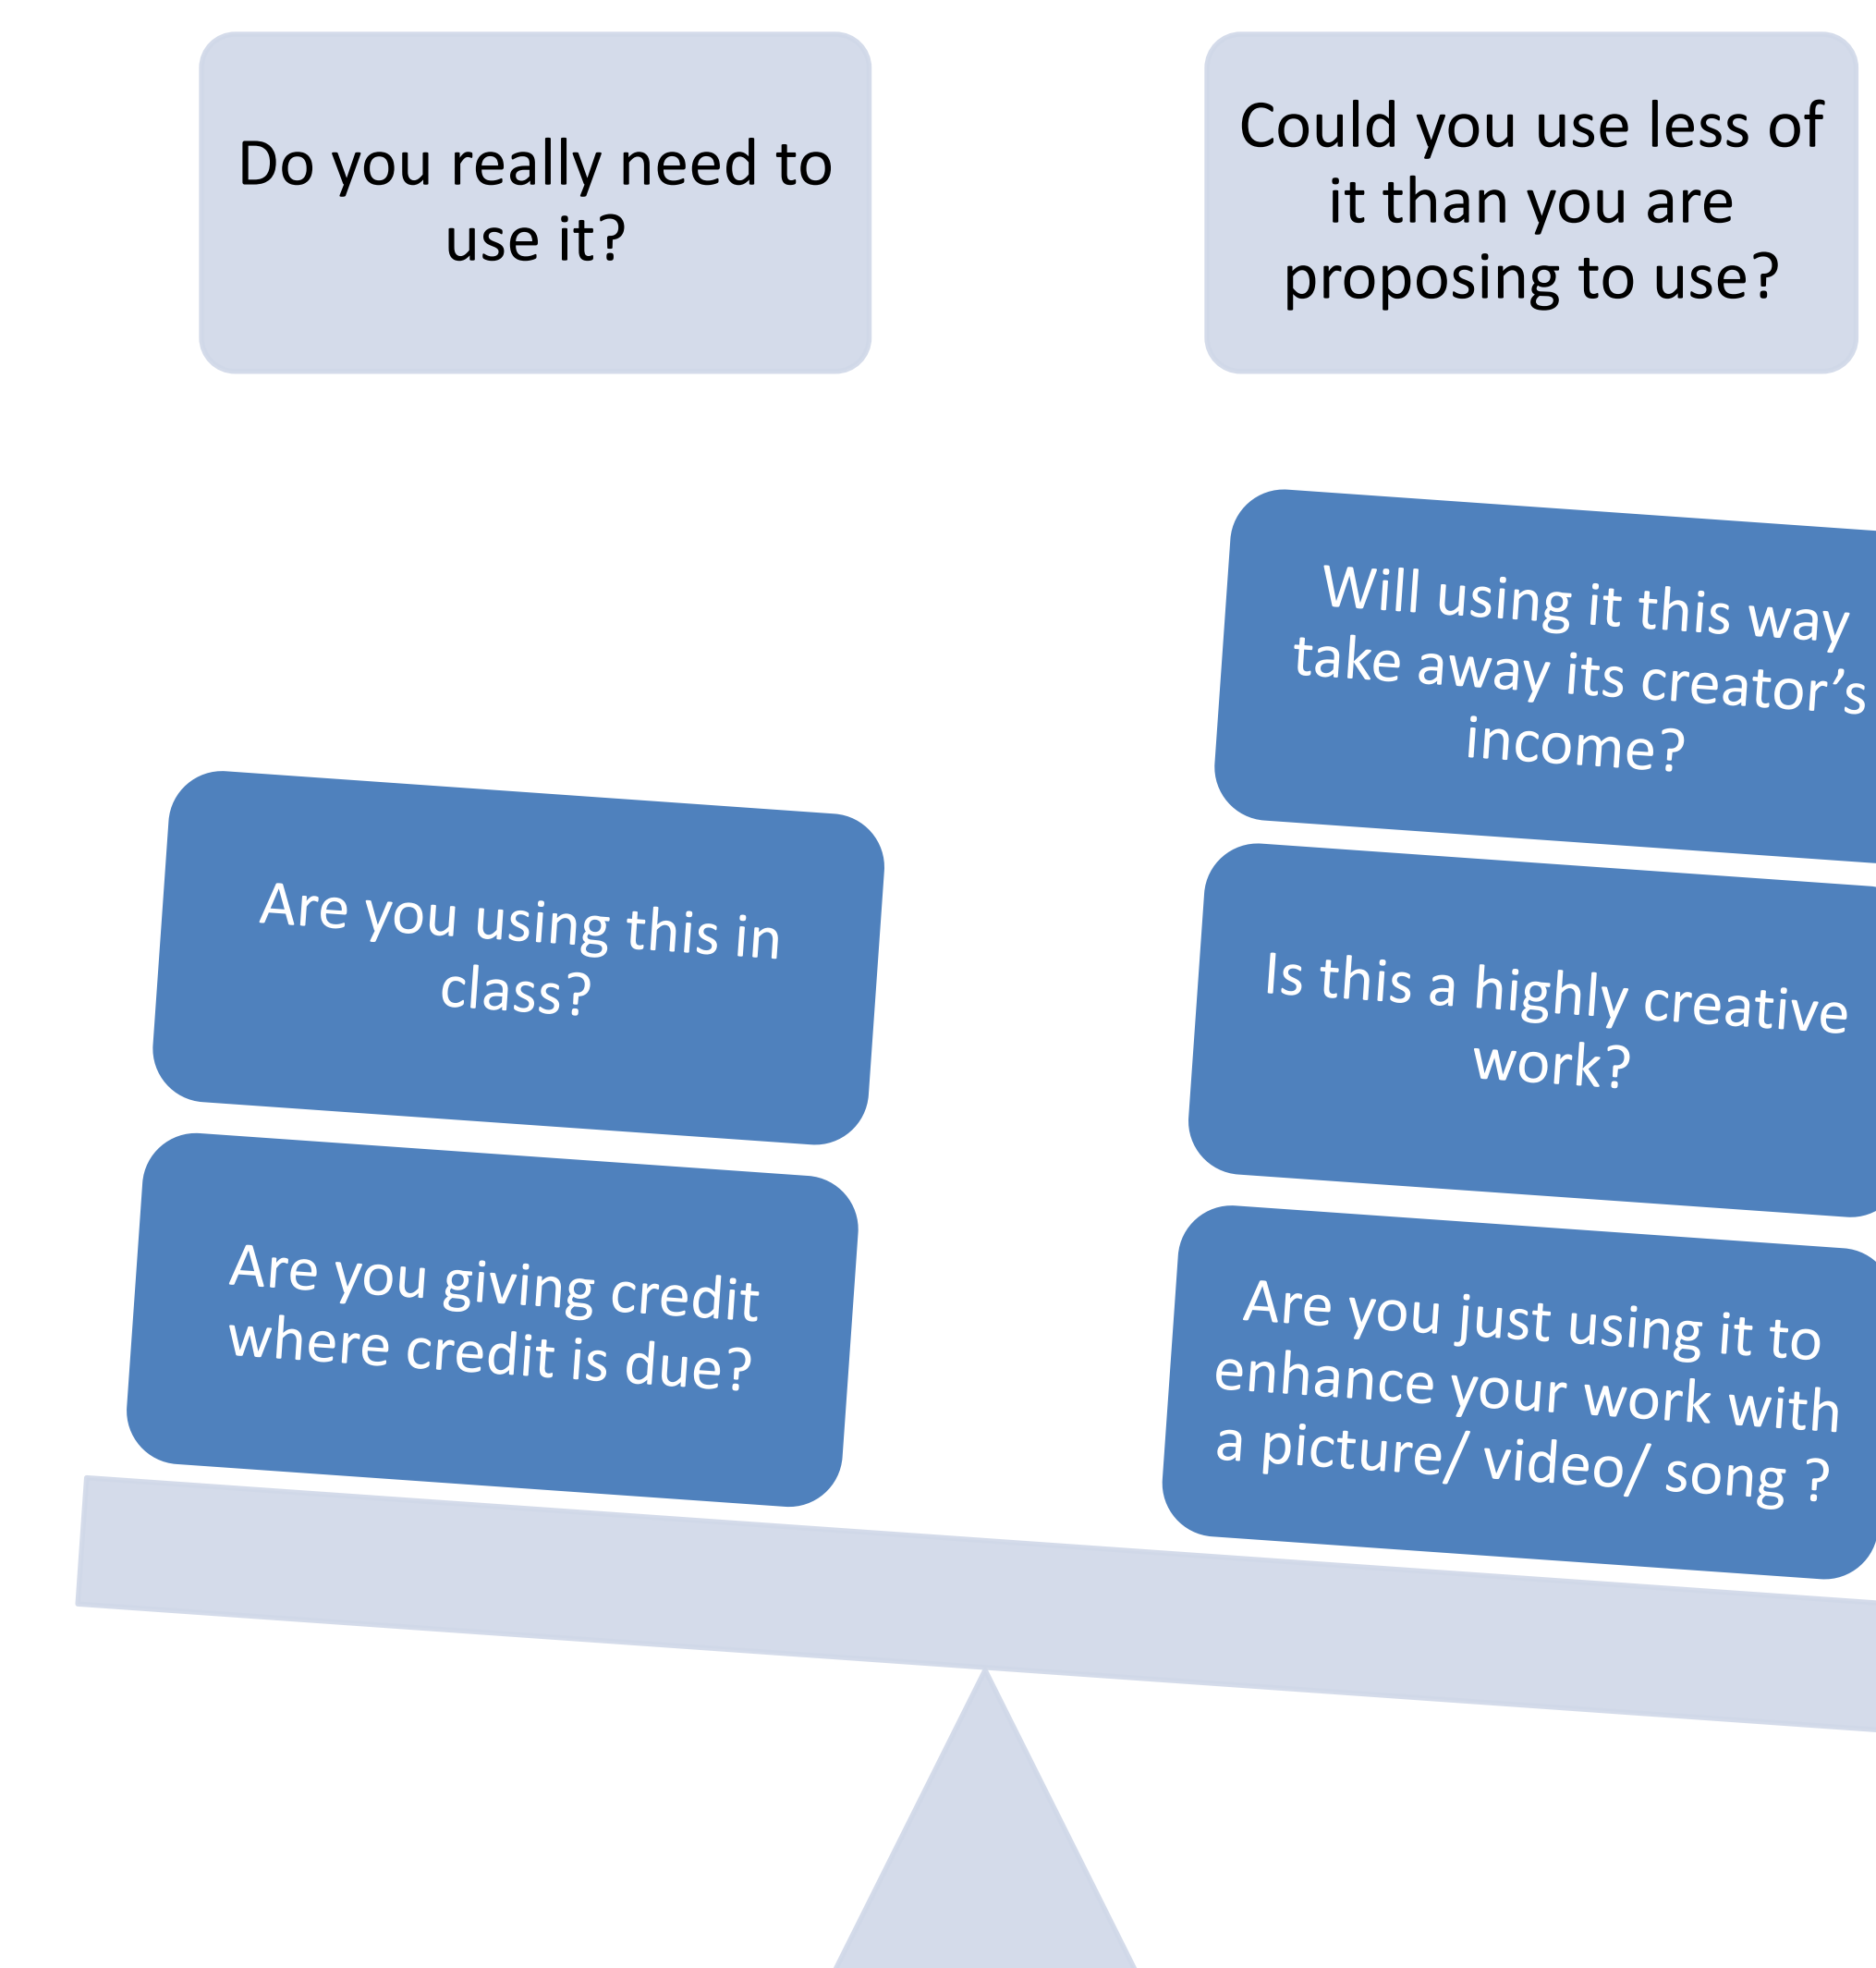 Do you really need to
use it?
Could you use less of
it than you are
proposing to use?
Will using it this way
take away its creator’s
income?
Are you using this in
class?
Is this a highly creative
work?
Are you giving credit
where credit is due?
Are you just using it to
enhance your work with
a picture/ video/ song ?